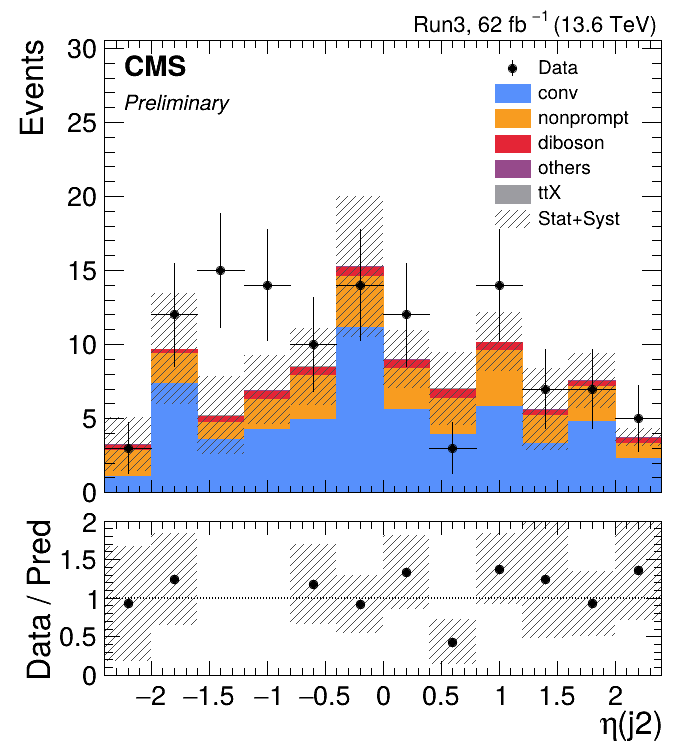 Run3, 62 fb⁻¹ (13.6 TeV)
CMS
Preliminary
Data
conv
nonprompt
diboson
others
ttX
Stat+Syst
Events
30
25
20
15
10
5
0
Data / Pred
2
1.5
1
0.5
0
−2 −1.5 −1 −0.5 0 0.5 1 1.5 2
η(j2)